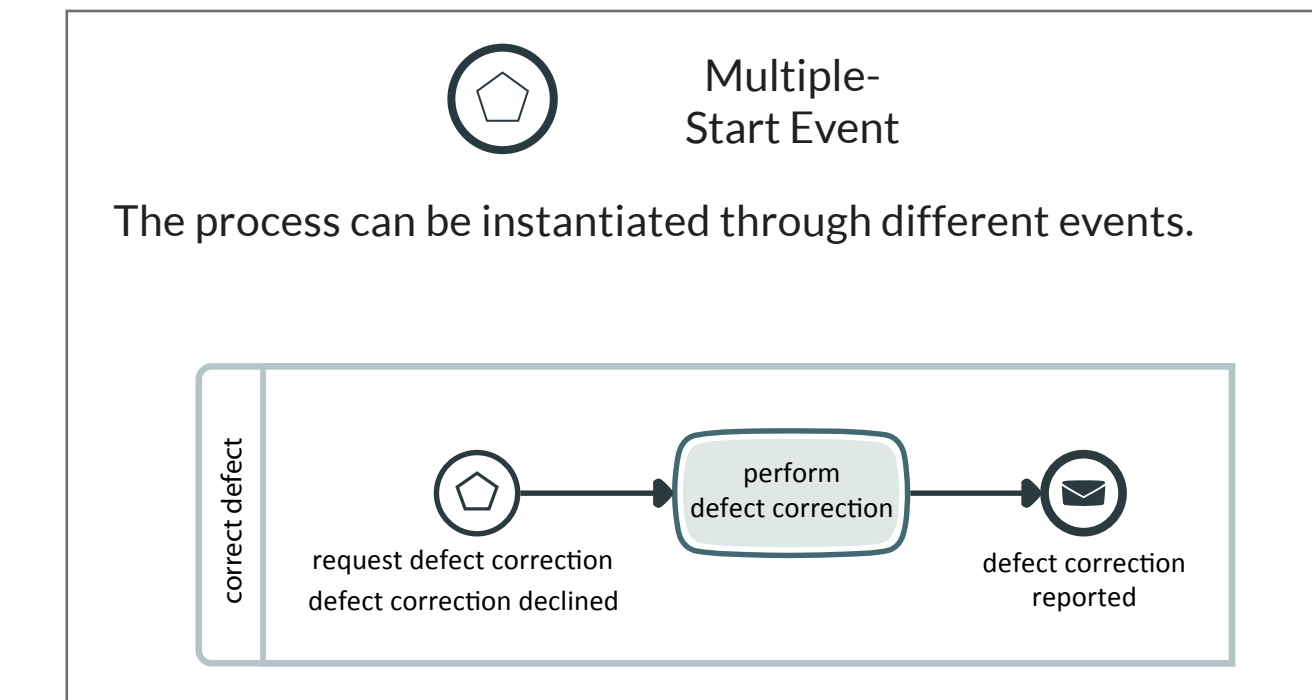 Multiple-
Start Event
The process can be instantiated through different events.
correct defect
request defect correction
defect correction declined
perform
defect correction
defect correction
reported